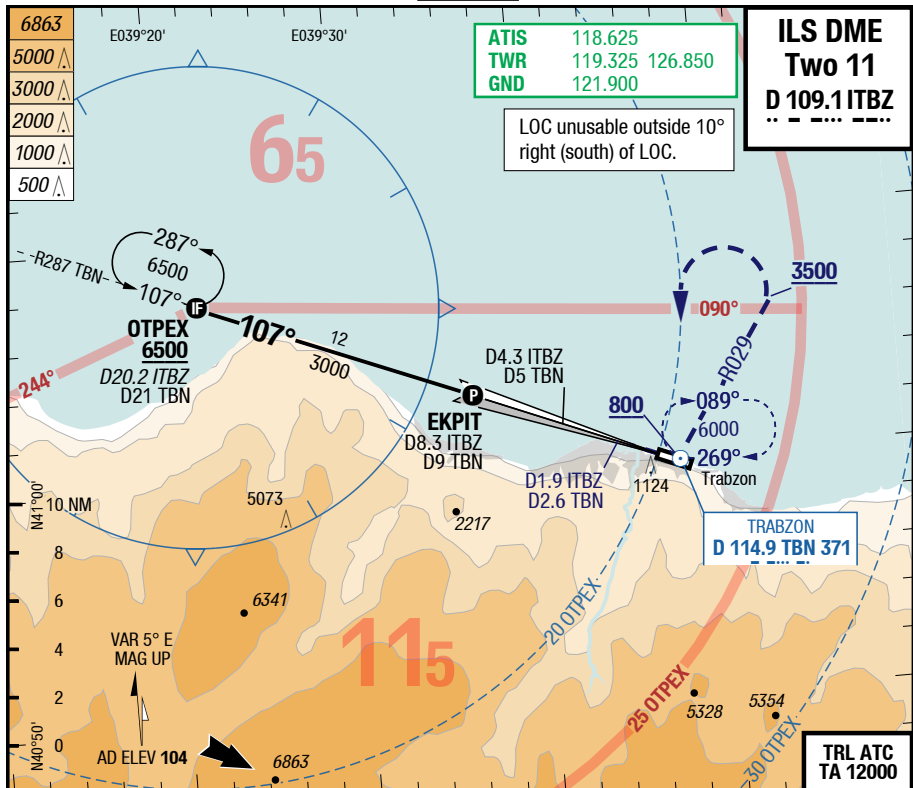 6863
5000
3000
2000
1000
500
E039°20'
E039°30'
ATIS 118.625
TWR 119.325 126.850
GND 121.900
ILS DME
Two 11
D 109.1 ITBZ
LOC unusable outside 10°
right (south) of LOC.
65
287°
6500
R287 TBN
107°
IF
OTPEX
6500
D20.2 ITBZ
D21 TBN
244°
107°
12
3000
090°
3500
R029
D4.3 ITBZ
D5 TBN
P
EKPIT
D8.3 ITBZ
D9 TBN
800
089°
6000
269°
Trabzon
D1.9 ITBZ
D2.6 TBN
1124
TRABZON
D 114.9 TBN 371
N41°00'
10 NM
8
6
4
2
0
N40°50'
5073
2217
6341
115
VAR 5° E
MAG UP
AD ELEV 104
6863
20 OTPEX
25 OTPEX
30 OTPEX
5328
5354
TRL ATC
TA 12000